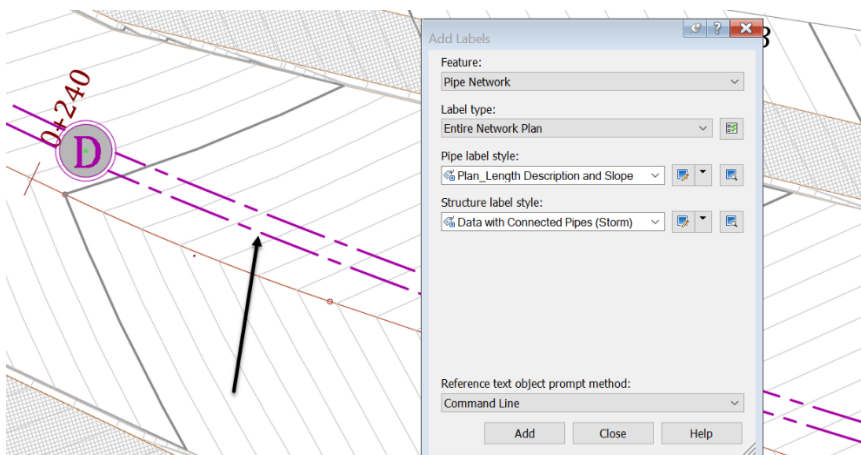 0+240
D
Add Labels
?
Feature:
Pipe Network
Label type:
Entire Network Plan
Pipe label style:
Plan_Length Description and Slope
Structure label style:
Data with Connected Pipes (Storm)
Reference text object prompt method:
Command Line
Add Close Help